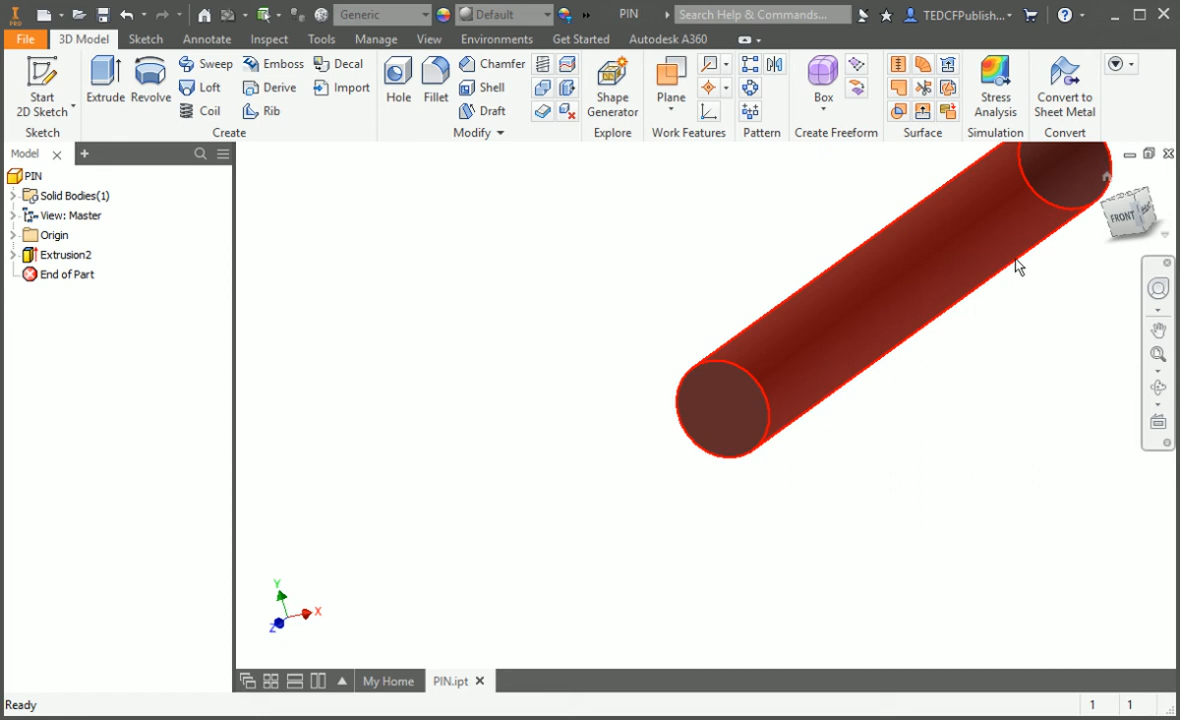 PRO
Generic
Default
PIN
Search Help & Commands...
TEDCFPublish...
File
3D Model
Sketch
Annotate
Inspect
Tools
Manage
View
Environments
Get Started
Autodesk A360
Start
2D Sketch
Extrude
Revolve
Sweep
Loft
Coil
Emboss
Derive
Rib
Decal
Import
Hole
Fillet
Chamfer
Shell
Draft
Shape
Generator
Plane
Box
Stress
Analysis
Convert to
Sheet Metal
Sketch
Create
Modify
Explore
Work Features
Pattern
Create Freeform
Surface
Simulation
Convert
Model
PIN
Solid Bodies(1)
View: Master
Origin
Extrusion2
End of Part
FRONT
Y
X
Z
My Home
PIN.ipt
Ready
1
1